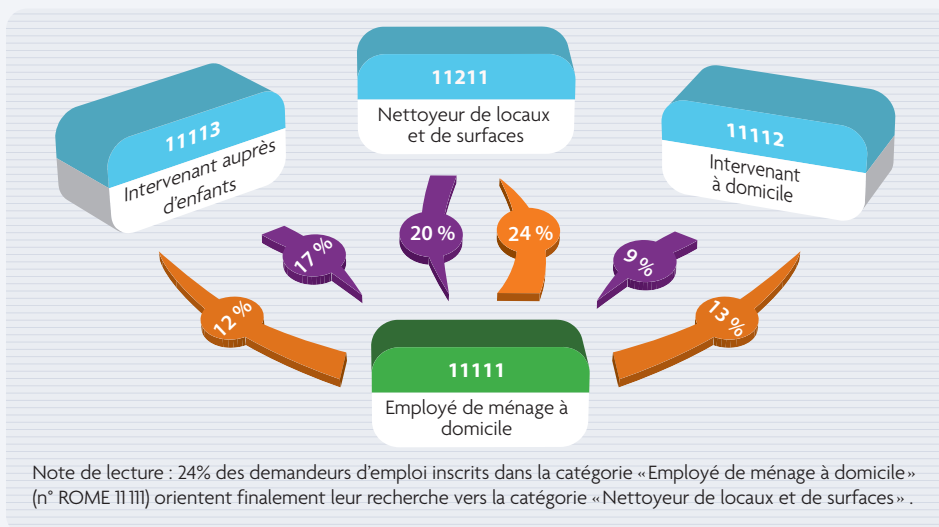 11211
Nettoyeur de locaux
et de surfaces
11113
Intervenant auprès
d'enfants
11112
Intervenant
à domicile
17 %
20 %
24 %
9 %
12 %
13 %
11111
Employé de ménage à
domicile
Note de lecture : 24% des demandeurs d'emploi inscrits dans la catégorie «Employé de ménage à domicile»
(n° ROME 11111) orientent finalement leur recherche vers la catégorie «Nettoyeur de locaux et de surfaces» .